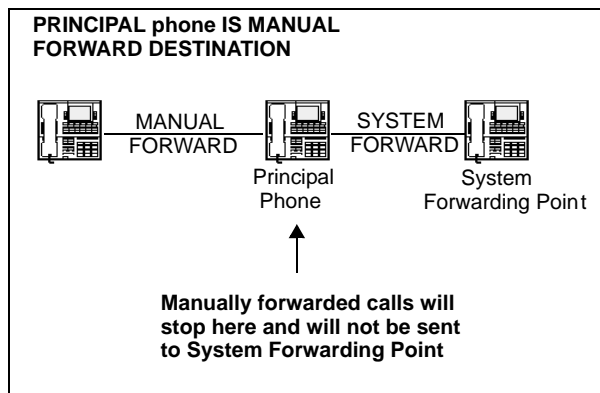 PRINCIPAL phone IS MANUAL
FORWARD DESTINATION
MANUAL
FORWARD
SYSTEM
FORWARD
Principal
Phone
System
Forwarding Point
Manually forwarded calls will
stop here and will not be sent
to System Forwarding Point